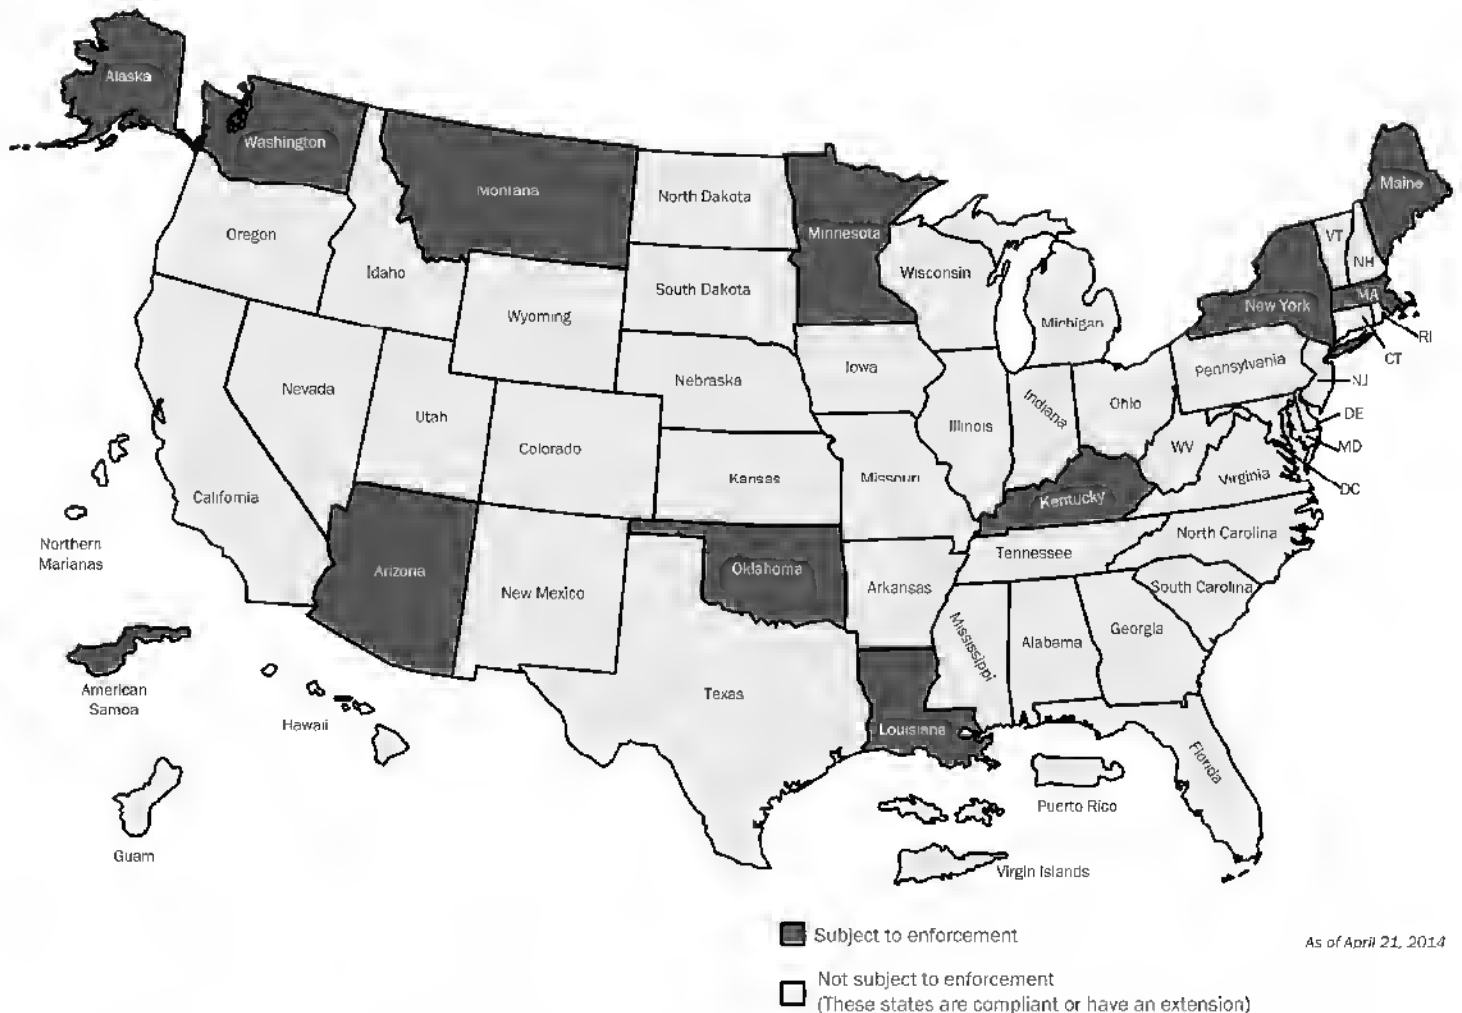 Alaska
Washington
Montana
North Dakota
Minnesota
Maine
Oregon
Idaho
Wyoming
South Dakota
Wisconsin
Michigan
VT
NH
New York
MA
RI
CT
NJ
Pennsylvania
Nevada
Utah
Colorado
Nebraska
Iowa
Illinois
Indiana
Ohio
WV
Virginia
DE
MD
DC
California
Kansas
Missouri
Kentucky
North Carolina
Tennessee
South Carolina
Arizona
New Mexico
Oklahoma
Arkansas
Mississippi
Alabama
Georgia
Texas
Louisiana
Florida
Northern
Marianas
American
Samoa
Hawaii
Guam
Puerto Rico
Virgin Islands
Subject to enforcement
As of April 21, 2014
Not subject to enforcement
(These states are compliant or have an extension)